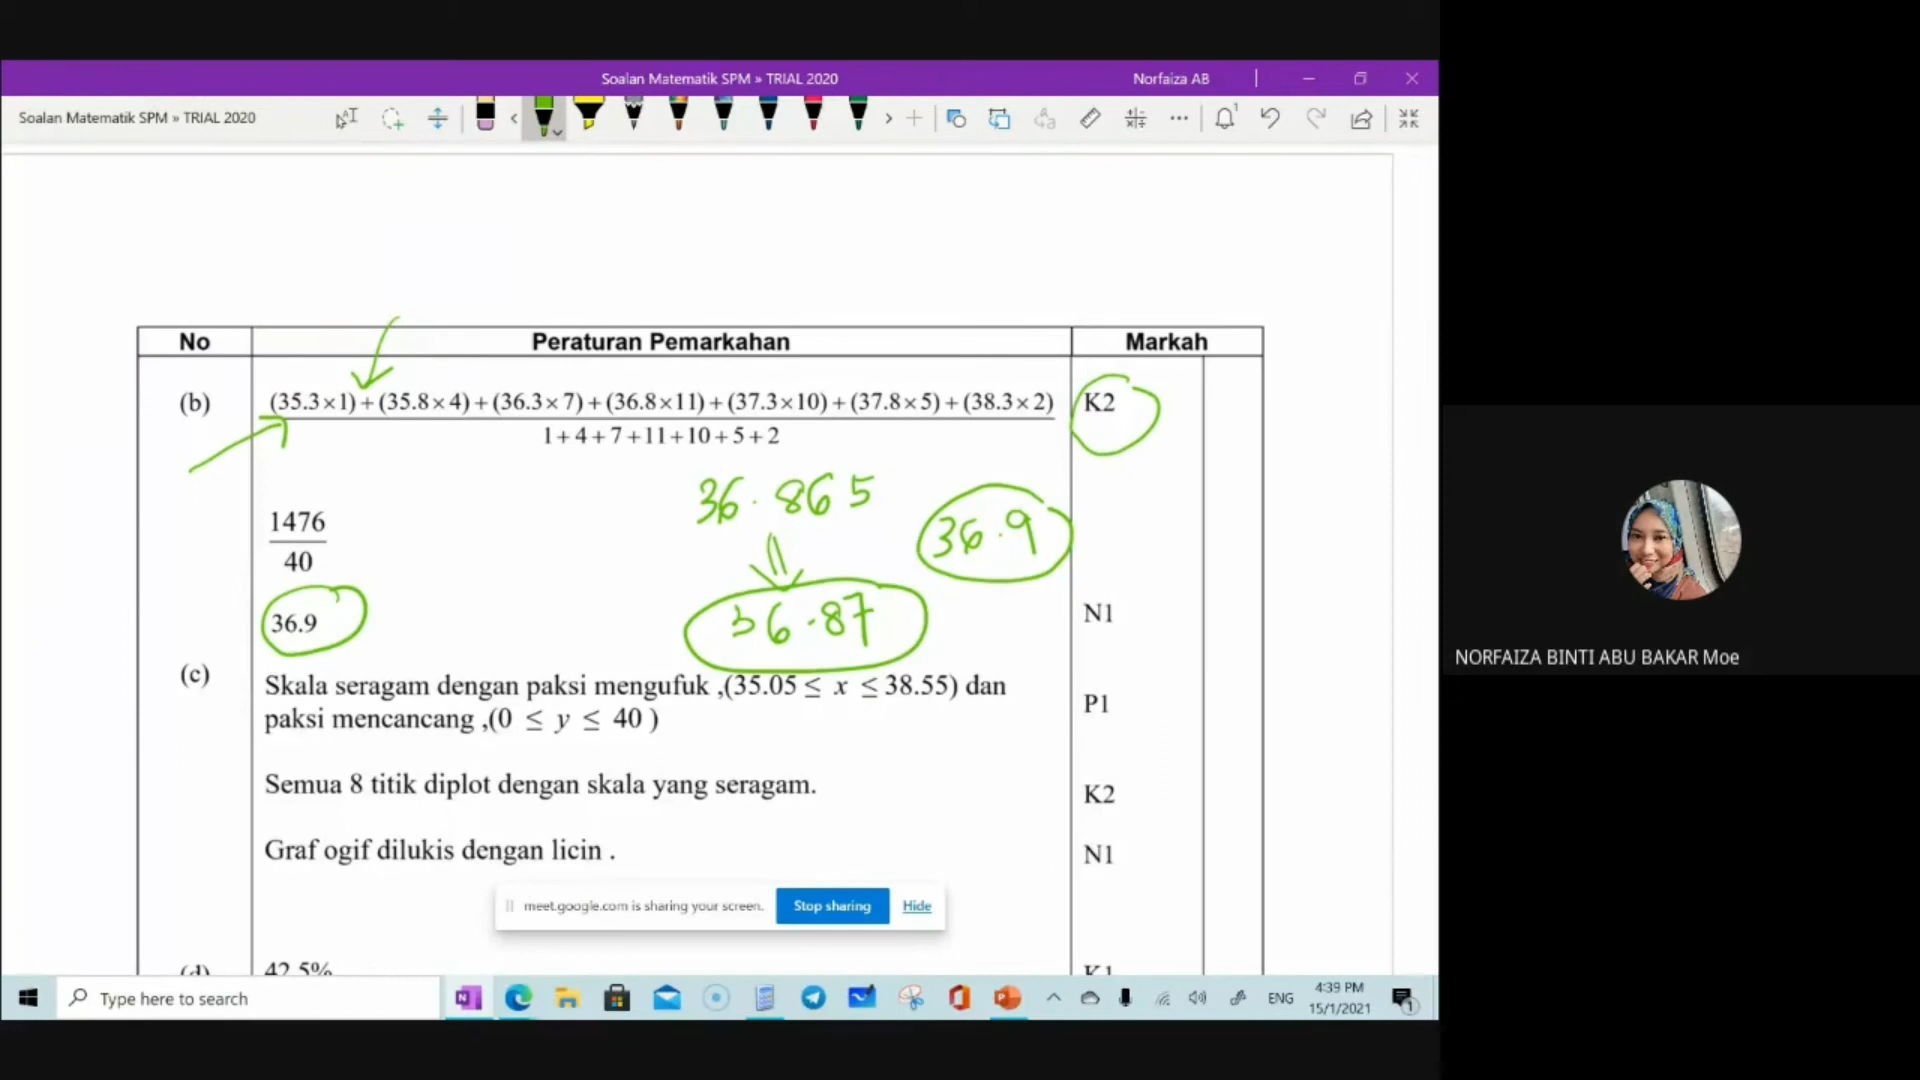 Soalan Matematik SPM » TRIAL 2020
Norfaiza AB
Soalan Matematik SPM » TRIAL 2020
No Peraturan Pemarkahan Markah
(b) (35.3×1)+(35.8×4)+(36.3×7)+(36.8×11)+(37.3×10)+(37.8×5)+(38.3×2) K2
1+4+7+11+10+5+2
36.865
36.9
1476
40
36.9
36.87
N1
(c) Skala seragam dengan paksi mengufuk ,(35.05 ≤ x ≤ 38.55) dan P1
paksi mencancang ,(0 ≤ y ≤ 40 )
Semua 8 titik diplot dengan skala yang seragam. K2
Graf ogif dilukis dengan licin . N1
meet.google.com is sharing your screen. Stop sharing Hide
(d) 42.5% K1
Type here to search
ENG
4:39 PM
15/1/2021
1
NORFAIZA BINTI ABU BAKAR Moe